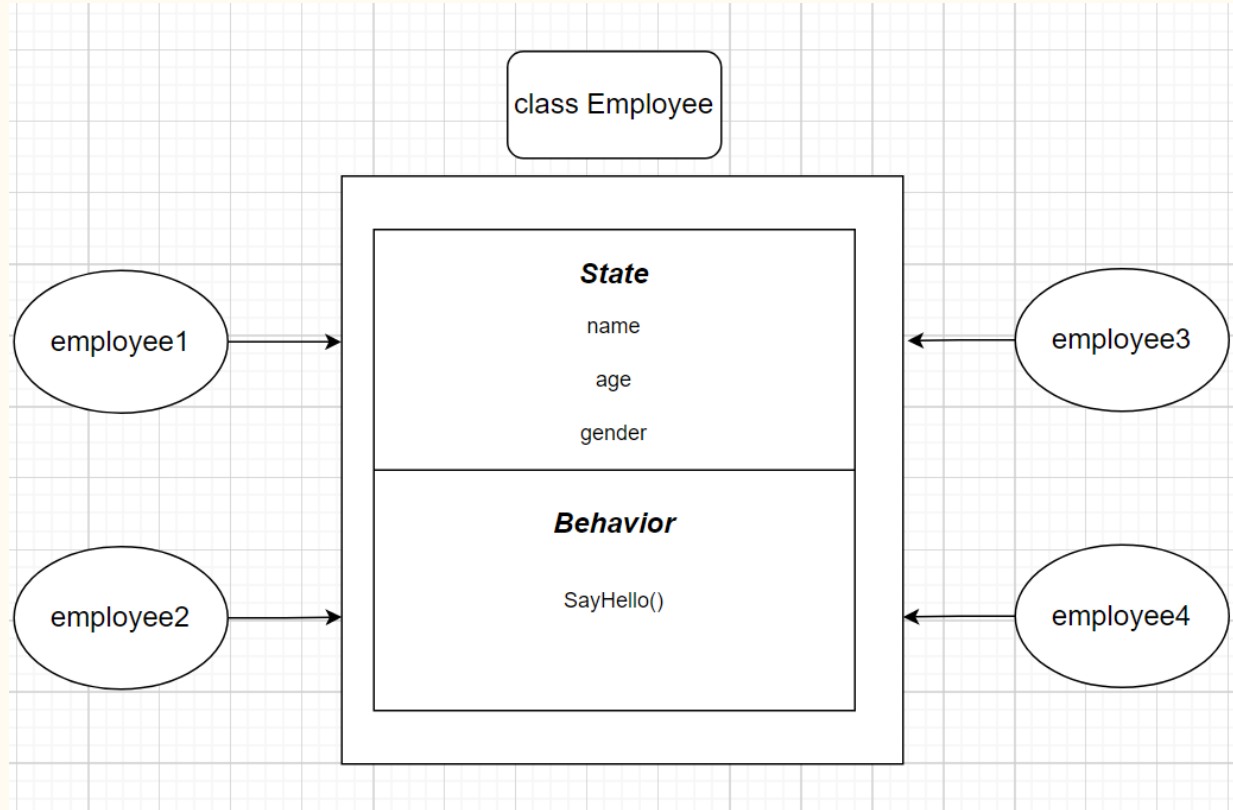 class Employee
State
name
age
gender
Behavior
SayHello()
employee1
employee2
employee3
employee4